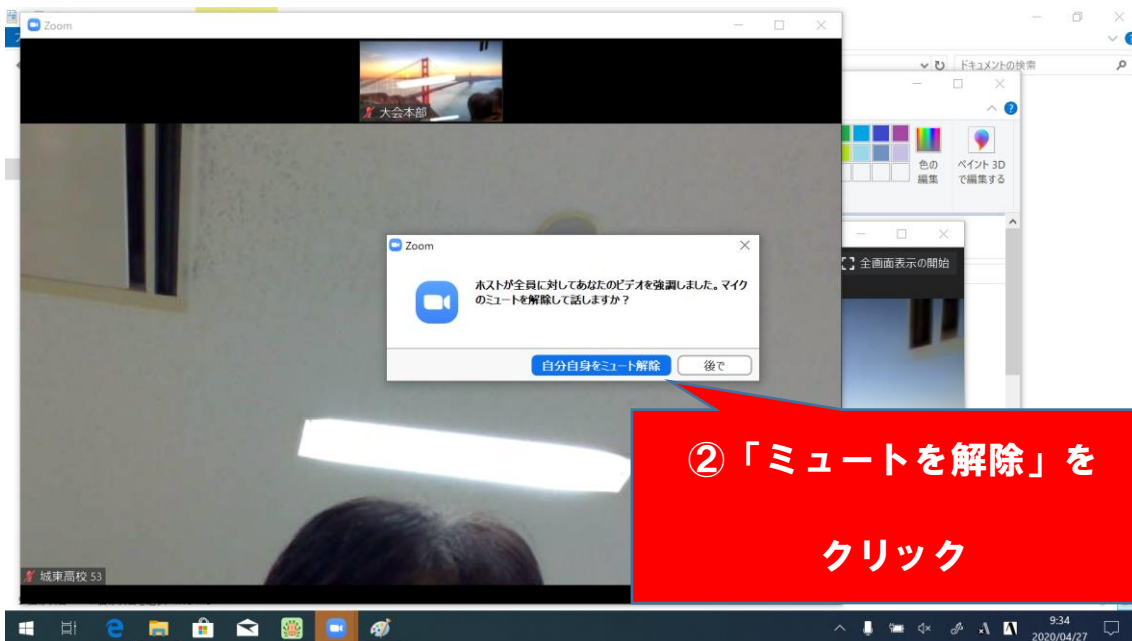 Zoom
ドキュメントの検索
大会本部
色の
編集
ペイント 3D
で編集する
Zoom
全画面表示の開始
ホストが全員に対してあなたのビデオを強調しました。マイク
のミュートを解除して話しますか？
自分自身をミュート解除
後で
②「ミュートを解除」を
クリック
城東高校 53
9:34
2020/04/27